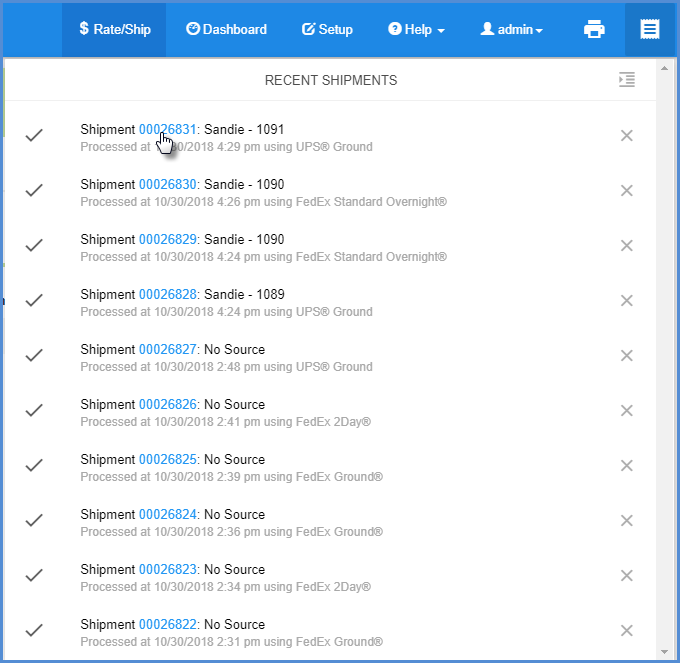 $ Rate/Ship Dashboard Setup Help admin
RECENT SHIPMENTS
Shipment 00026831: Sandie - 1091
Processed at 10/30/2018 4:29 pm using UPS® Ground
Shipment 00026830: Sandie - 1090
Processed at 10/30/2018 4:26 pm using FedEx Standard Overnight®
Shipment 00026829: Sandie - 1090
Processed at 10/30/2018 4:24 pm using FedEx Standard Overnight®
Shipment 00026828: Sandie - 1089
Processed at 10/30/2018 4:24 pm using UPS® Ground
Shipment 00026827: No Source
Processed at 10/30/2018 2:48 pm using UPS® Ground
Shipment 00026826: No Source
Processed at 10/30/2018 2:41 pm using FedEx 2Day®
Shipment 00026825: No Source
Processed at 10/30/2018 2:39 pm using FedEx Ground®
Shipment 00026824: No Source
Processed at 10/30/2018 2:36 pm using FedEx Ground®
Shipment 00026823: No Source
Processed at 10/30/2018 2:34 pm using FedEx 2Day®
Shipment 00026822: No Source
Processed at 10/30/2018 2:31 pm using FedEx Ground®